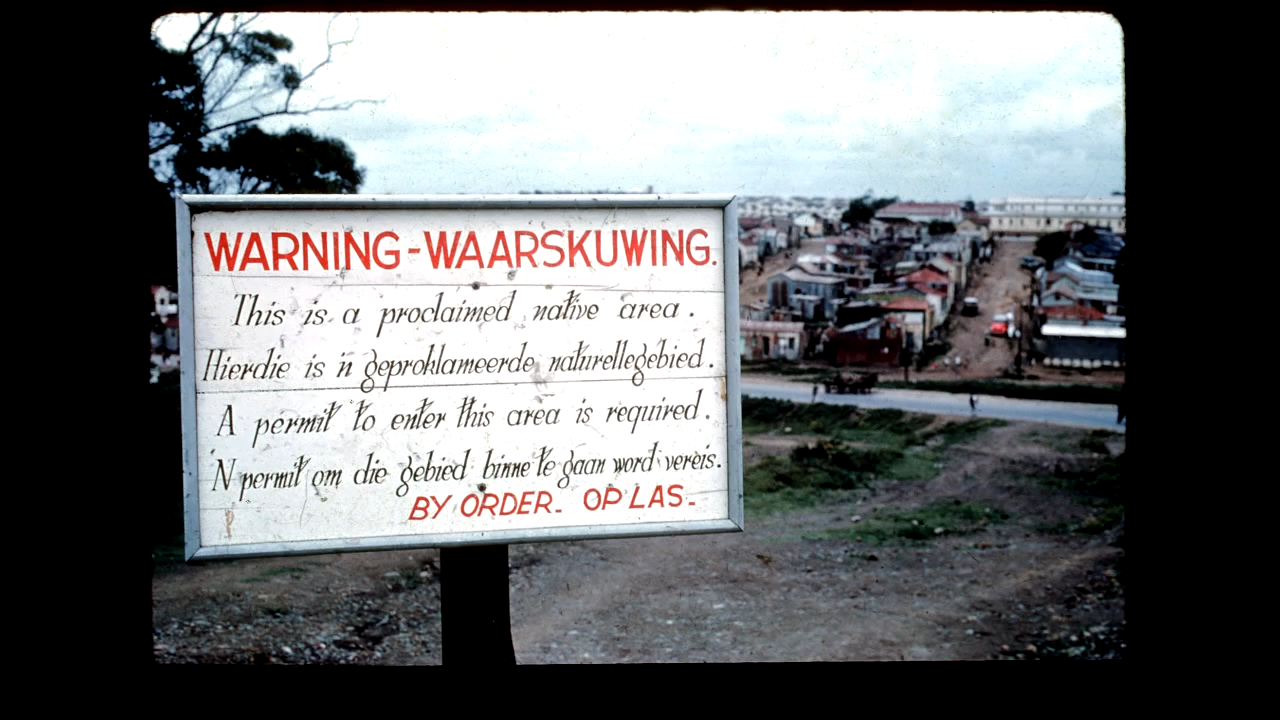 WARNING-WAARSKUWING.
This is a proclaimed native area.
Hierdie is 'n geproklameerde naturellegebied.
A permit to enter this area is required.
'N permit om die gebied binne te gaan word vereis.
BY ORDER- OP LAS-